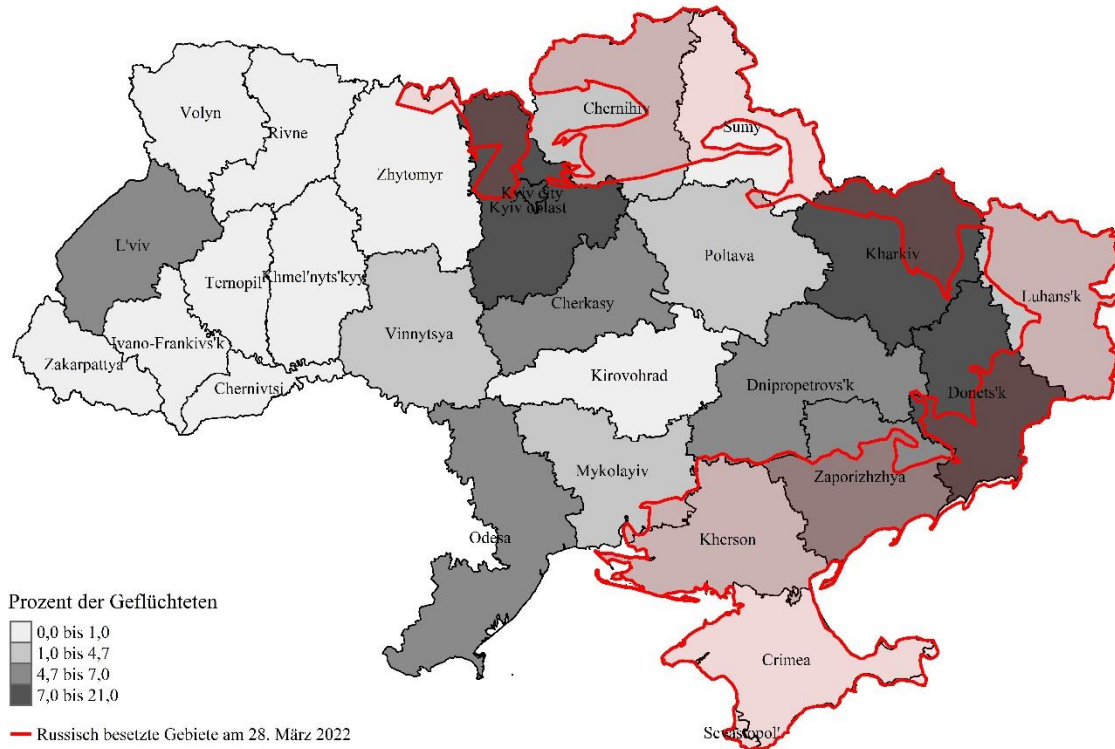 Volyn
Rivne
Chernihiv
Sumy
Zhytomyr
Kyiv city
Kyiv oblast
L'viv
Ternopil'
Khmel'nyts'kyy
Poltava
Kharkiv
Luhans'k
Cherkasy
Vinnytsya
Ivano-Frankivs'k
Zakarpattya
Chernivtsi
Kirovohrad
Dnipropetrovs'k
Donets'k
Mykolayiv
Zaporizhzhya
Odesa
Kherson
Crimea
Sevastopol'
Prozent der Geflüchteten
0,0 bis 1,0
1,0 bis 4,7
4,7 bis 7,0
7,0 bis 21,0
Russisch besetzte Gebiete am 28. März 2022